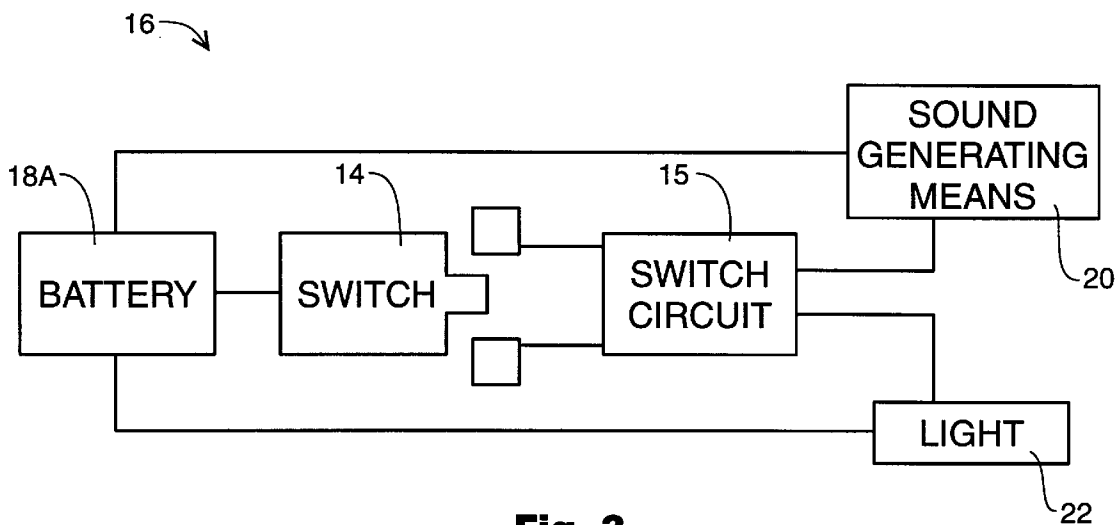 16
SOUND
GENERATING
MEANS
18A
14
15
20
BATTERY
SWITCH
SWITCH
CIRCUIT
LIGHT
22